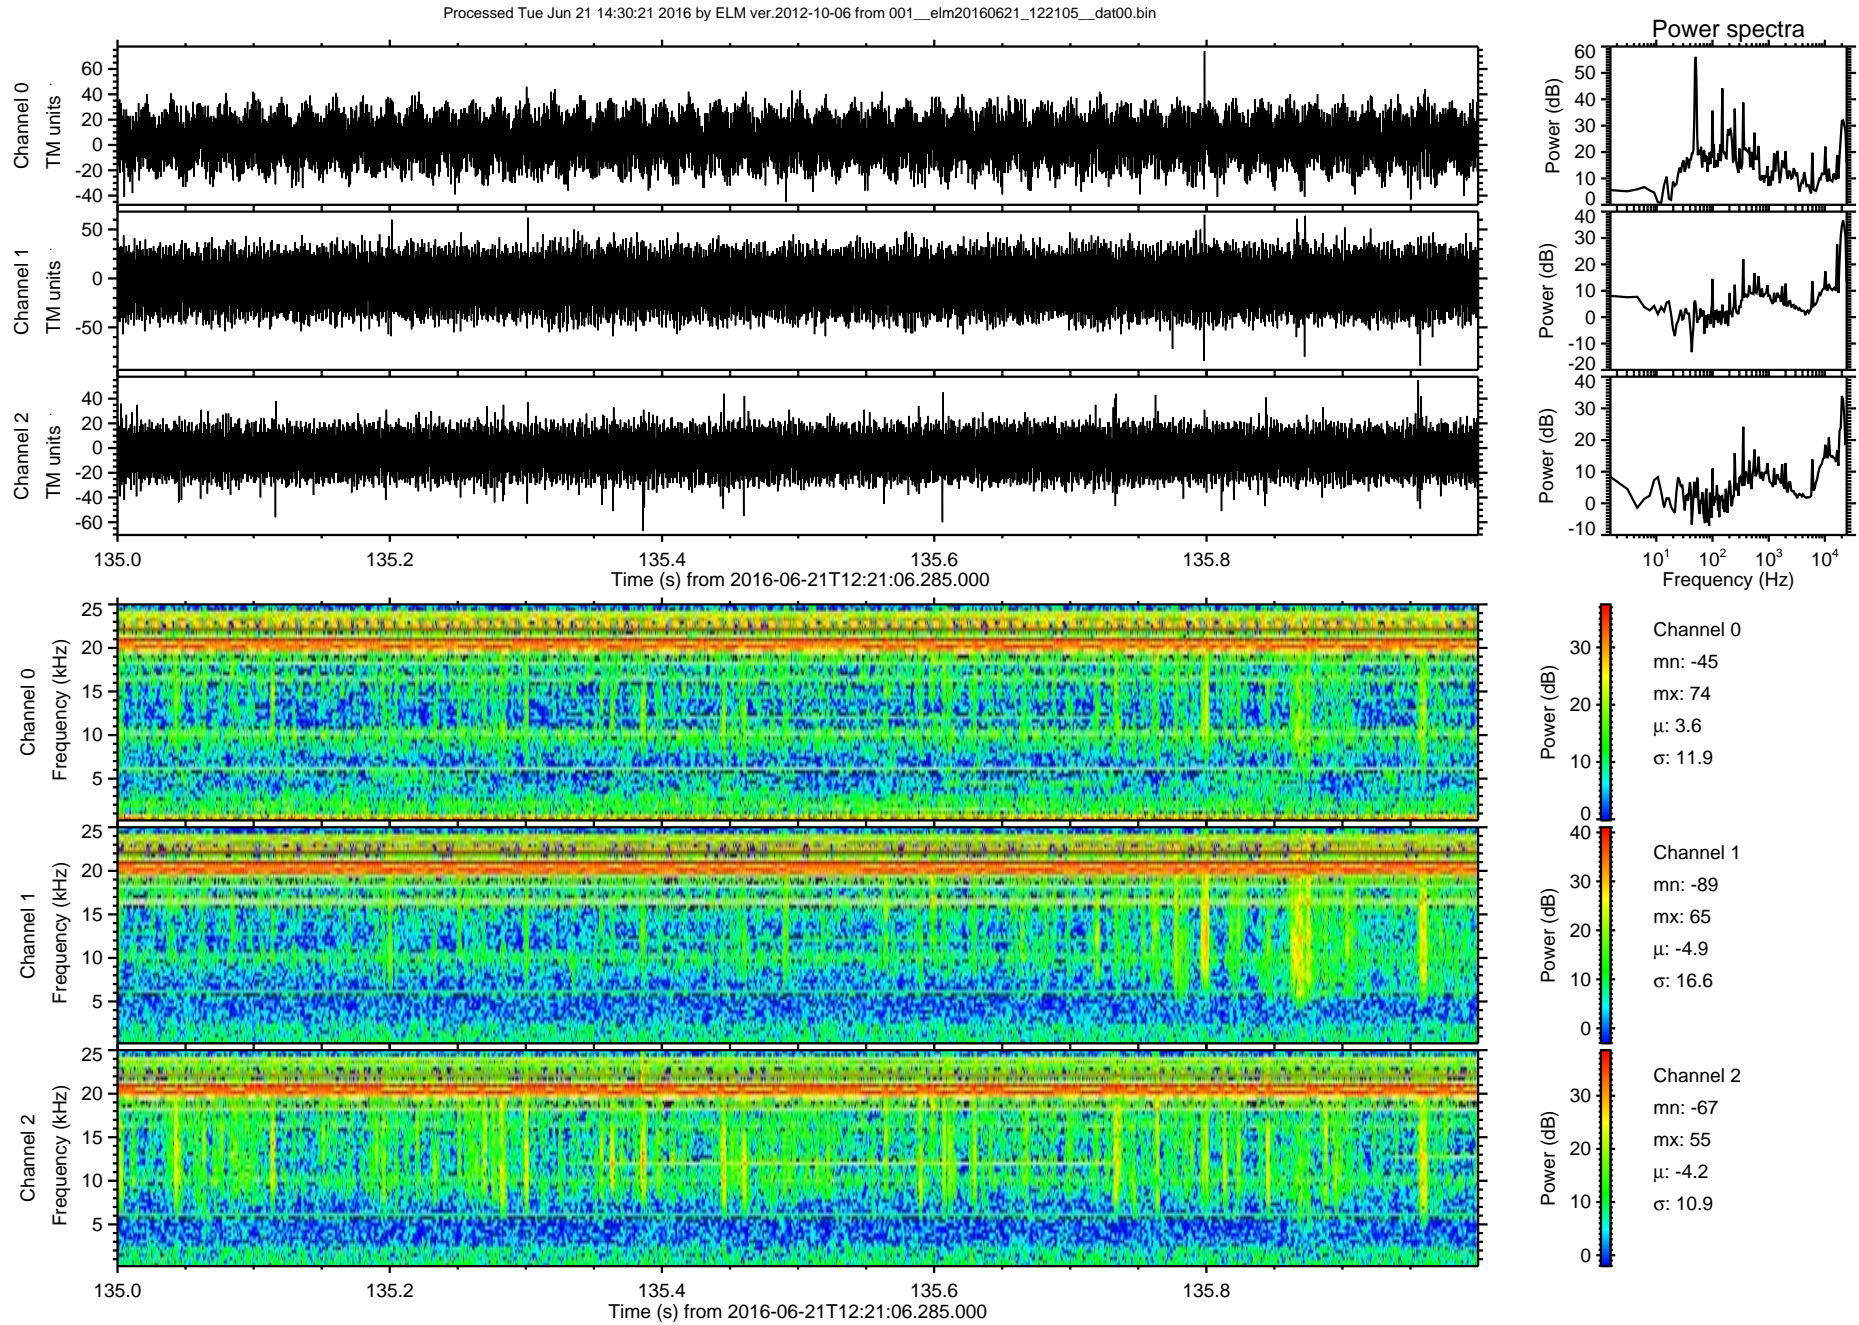 Processed Tue Jun 21 14:30:21 2016 by ELM ver.2012-10-06 from 001__elm20160621_122105__dat00.bin
Power spectra
Channel 0
TM units
60
40
20
0
-20
-40
Power (dB)
60
50
40
30
20
10
0
Channel 1
TM units
50
0
-50
Power (dB)
40
30
20
10
0
-10
-20
Channel 2
TM units
40
20
0
-20
-40
-60
Power (dB)
40
30
20
10
0
-10
135.0 135.2 135.4 135.6 135.8
Time (s) from 2016-06-21T12:21:06.285.000
10^1 10^2 10^3 10^4
Frequency (Hz)
Channel 0
Frequency (kHz)
25
20
15
10
5
Power (dB)
30
20
10
0
Channel 0
mn: -45
mx: 74
μ: 3.6
σ: 11.9
Channel 1
Frequency (kHz)
25
20
15
10
5
Power (dB)
40
30
20
10
0
Channel 1
mn: -89
mx: 65
μ: -4.9
σ: 16.6
Channel 2
Frequency (kHz)
25
20
15
10
5
Power (dB)
30
20
10
0
Channel 2
mn: -67
mx: 55
μ: -4.2
σ: 10.9
135.0 135.2 135.4 135.6 135.8
Time (s) from 2016-06-21T12:21:06.285.000